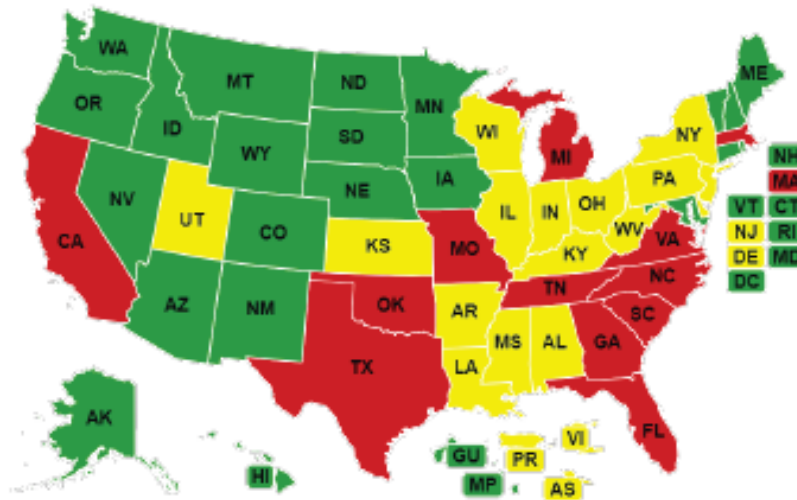 WA
MT
ND
MN
ME
OR
ID
SD
WI
NY
WY
MI
NH
MA
NV
NE
IA
PA
UT
CO
IL
IN
OH
WV
VT
CT
NJ
RI
CA
KS
MO
KY
VA
DE
MD
DC
AZ
NM
OK
AR
TN
NC
SC
TX
LA
MS
AL
GA
AK
FL
HI
GU
PR
VI
MP
AS